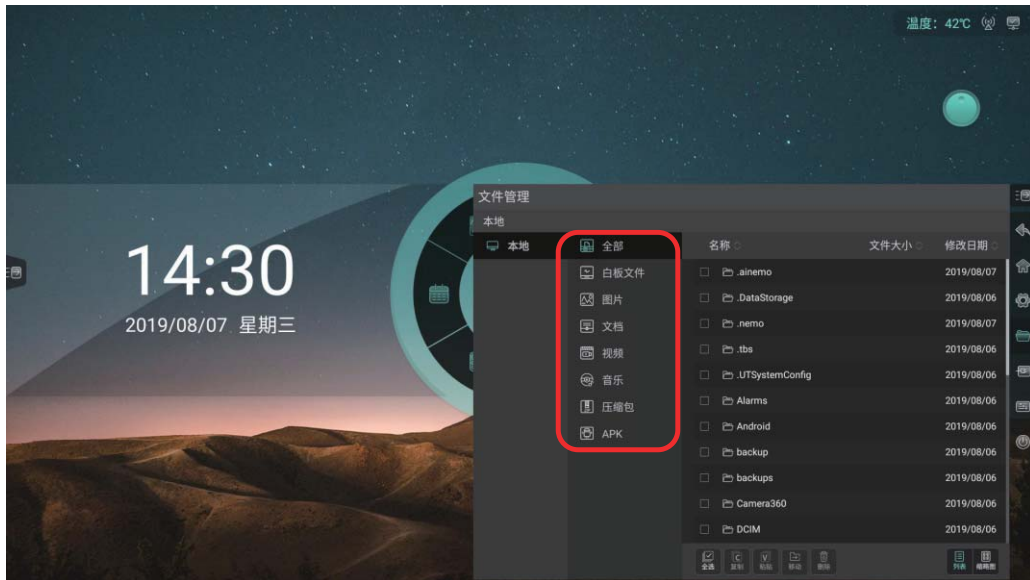 温度：42℃
14:30
2019/08/07 星期三
文件管理
本地
本地
全部
白板文件
图片
文档
视频
音乐
压缩包
APK
名称 文件大小 修改日期
.ainemo 2019/08/07
.DataStorage 2019/08/06
.nemo 2019/08/07
.tbs 2019/08/06
.UTSystemConfig 2019/08/06
Alarms 2019/08/06
Android 2019/08/06
backup 2019/08/06
backups 2019/08/06
Camera360 2019/08/06
DCIM 2019/08/06
全选 复制 粘贴 移动 删除 列表 缩略图